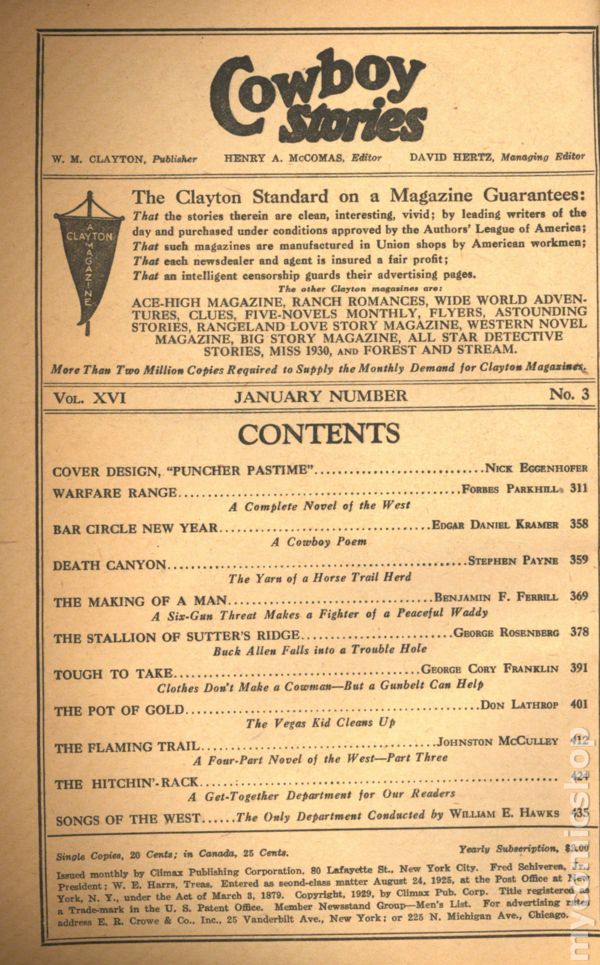 Cowboy
Stories
W. M. CLAYTON, Publisher HENRY A. McCOMAS, Editor DAVID HERTZ, Managing Editor
A
CLAYTON
MAGAZINE
The Clayton Standard on a Magazine Guarantees:
That the stories therein are clean, interesting, vivid; by leading writers of the
day and purchased under conditions approved by the Authors' League of America;
That such magazines are manufactured in Union shops by American workmen;
That each newsdealer and agent is insured a fair profit;
That an intelligent censorship guards their advertising pages.
The other Clayton magazines are:
ACE-HIGH MAGAZINE, RANCH ROMANCES, WIDE WORLD ADVEN-
TURES, CLUES, FIVE-NOVELS MONTHLY, FLYERS, ASTOUNDING
STORIES, RANGELAND LOVE STORY MAGAZINE, WESTERN NOVEL
MAGAZINE, BIG STORY MAGAZINE, ALL STAR DETECTIVE
STORIES, MISS 1930, AND FOREST AND STREAM.
More Than Two Million Copies Required to Supply the Monthly Demand for Clayton Magazines.
VOL. XVI JANUARY NUMBER No. 3
CONTENTS
COVER DESIGN, "PUNCHER PASTIME" NICK EGGENHOFER
WARFARE RANGE FORBES PARKHILL 311
A Complete Novel of the West
BAR CIRCLE NEW YEAR EDGAR DANIEL KRAMER 358
A Cowboy Poem
DEATH CANYON STEPHEN PAYNE 359
The Yarn of a Horse Trail Herd
THE MAKING OF A MAN BENJAMIN F. FERRILL 369
A Six-Gun Threat Makes a Fighter of a Peaceful Waddy
THE STALLION OF SUTTER'S RIDGE GEORGE ROSENBERG 378
Buck Allen Falls into a Trouble Hole
TOUGH TO TAKE GEORGE CORY FRANKLIN 391
Clothes Don't Make a Cowman—But a Gunbelt Can Help
THE POT OF GOLD DON LATHROP 401
The Vegas Kid Cleans Up
THE FLAMING TRAIL JOHNSTON MCCULLEY 412
A Four-Part Novel of the West—Part Three
THE HITCHIN'-RACK 424
A Get-Together Department for Our Readers
SONGS OF THE WEST The Only Department Conducted by WILLIAM E. HAWKS 435
Single Copies, 20 Cents; in Canada, 25 Cents. Yearly Subscription,
Issued monthly by Climax Publishing Corporation, 80 Lafayette St., New York City. Fred Schiveren, Vice
President; W. E. Harrs, Treas. Entered as seond-class matter August 24, 1925, at the Post Office at New
York, N. Y., under the Act of March 3, 1879. Copyright, 1929, by Climax Pub. Corp. Title registered as
a Trade-mark in the U. S. Patent Office. Member Newsstand Group—Men's List. For advertising rates
address E. R. Crowe & Co., Inc., 25 Vanderbilt Ave., New York; or 225 N. Michigan Ave., Chicago.
mycomicshop